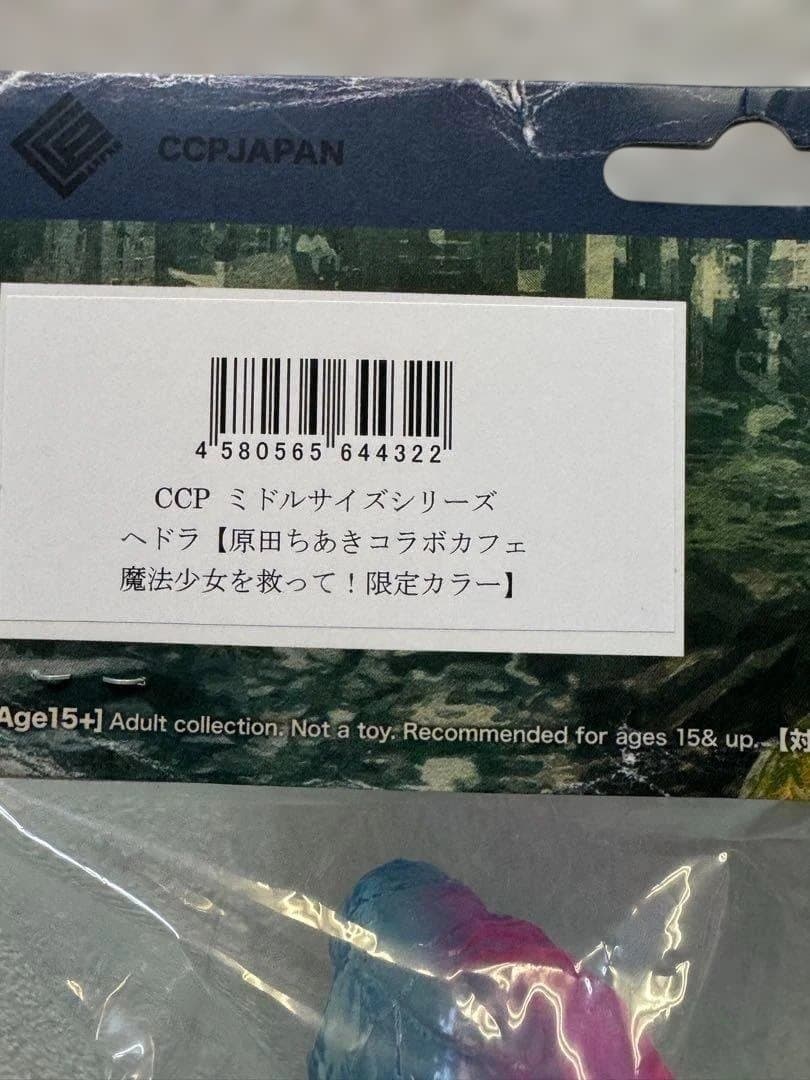 CCPJAPAN
4 580565 644322
CCP ミドルサイズシリーズ
ヘドラ【原田ちあきコラボカフェ
魔法少女を救って！限定カラー】
Age15+] Adult collection. Not a toy. Recommended for ages 15& up. 【対